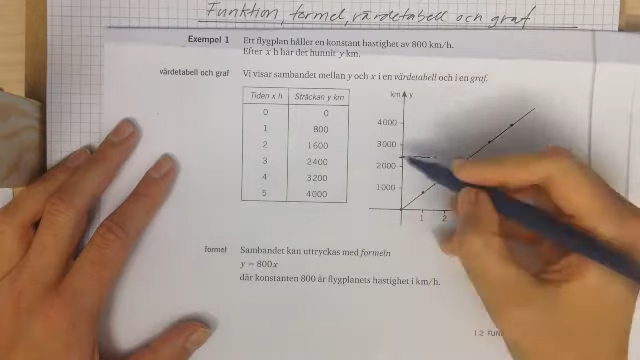 Funktion, formel, värdetabell och graf
Exempel 1 Ett flygplan håller en konstant hastighet av 800 km/h.
Efter x h har det hunnit y km.
värdetabell och graf Vi visar sambandet mellan y och x i en värdetabell och i en graf.
Tiden x h Sträckan y km
0 0
1 800
2 1600
3 2400
4 3200
5 4000
km y
4000
3000
2000
1000
1 2
formel Sambandet kan uttryckas med formeln
y = 800x
där konstanten 800 är flygplanets hastighet i km/h.
1.2 FUN